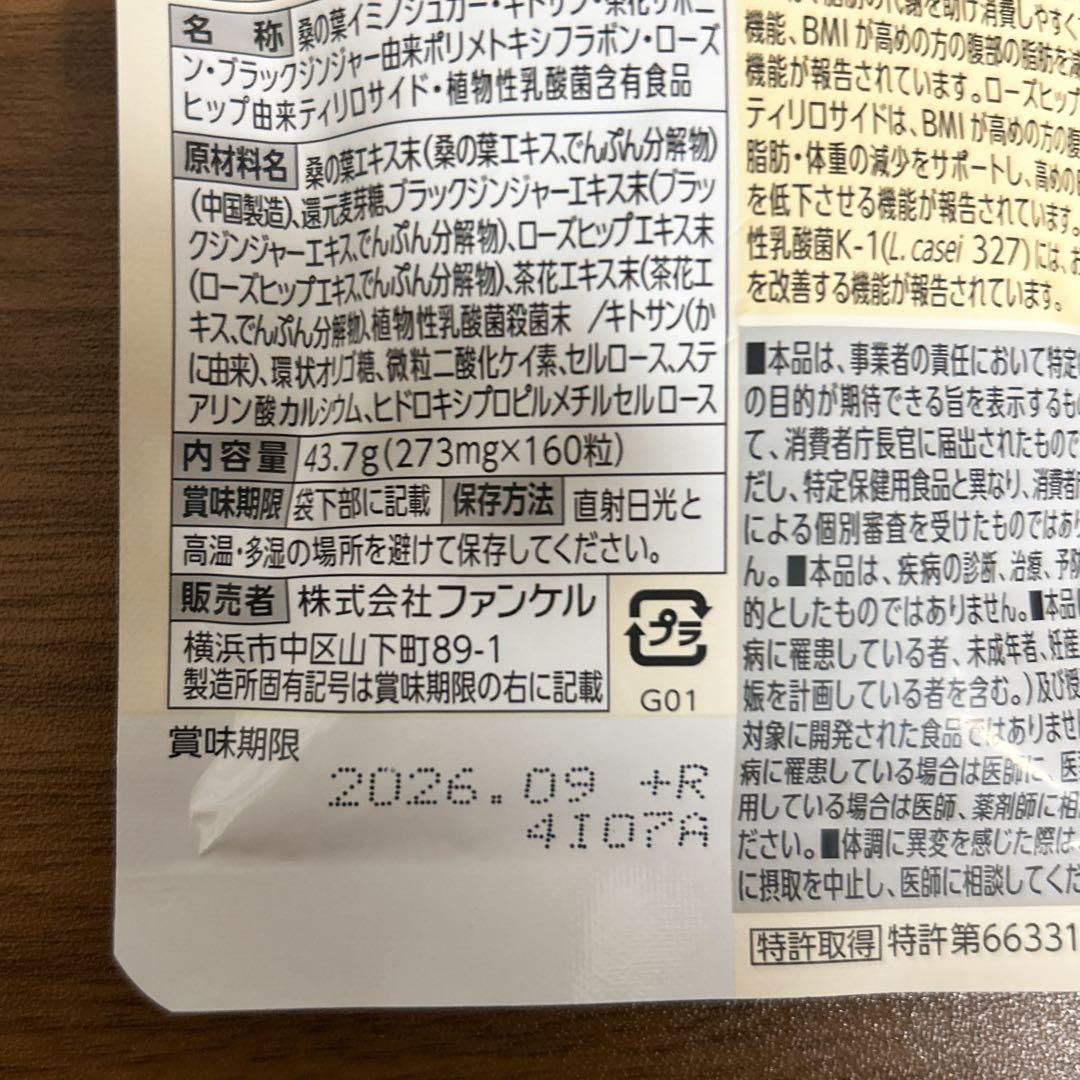 名称 桑の葉イミノシュガー・キトサン・茶花サポニ
ン・ブラックジンジャー由来ポリメトキシフラボン・ローズ
ヒップ由来ティリロサイド・植物性乳酸菌含有食品
原材料名 桑の葉エキス末(桑の葉エキス、でんぷん分解物)
(中国製造)、還元麦芽糖、ブラックジンジャーエキス末(ブラッ
クジンジャーエキス、でんぷん分解物)、ローズヒップエキス末
(ローズヒップエキス、でんぷん分解物)、茶花エキス末(茶花エ
キス、でんぷん分解物)、植物性乳酸菌殺菌末 /キトサン(か
に由来)、環状オリゴ糖、微粒二酸化ケイ素、セルロース、ステ
アリン酸カルシウム、ヒドロキシプロピルメチルセルロース
内容量 43.7g(273mg×160粒)
賞味期限 袋下部に記載 保存方法 直射日光と
高温・多湿の場所を避けて保存してください。
販売者 株式会社ファンケル
横浜市中区山下町89-1
製造所固有記号は賞味期限の右に記載
プラ
G01
賞味期限
2026.09 +R
4I07A
の代謝を助け消費しやすく
機能、BMIが高めの方の腹部の脂肪を減
機能が報告されています。ローズヒップ
ティリロサイドは、BMIが高めの方の腹
脂肪・体重の減少をサポートし、高めの
を低下させる機能が報告されています。
性乳酸菌K-1(L.casei 327)には、お
を改善する機能が報告されています。
■本品は、事業者の責任において特定
の目的が期待できる旨を表示するも
て、消費者庁長官に届出されたもので
だし、特定保健用食品と異なり、消費者
による個別審査を受けたものではあり
ん。■本品は、疾病の診断、治療、予防
的としたものではありません。■本品
病に罹患している者、未成年者、妊産
娠を計画している者を含む。)及び授
対象に開発された食品ではありませ
病に罹患している場合は医師に、医
用している場合は医師、薬剤師に相
ださい。■体調に異変を感じた際は、
に摂取を中止し、医師に相談してくだ
特許取得 特許第66331